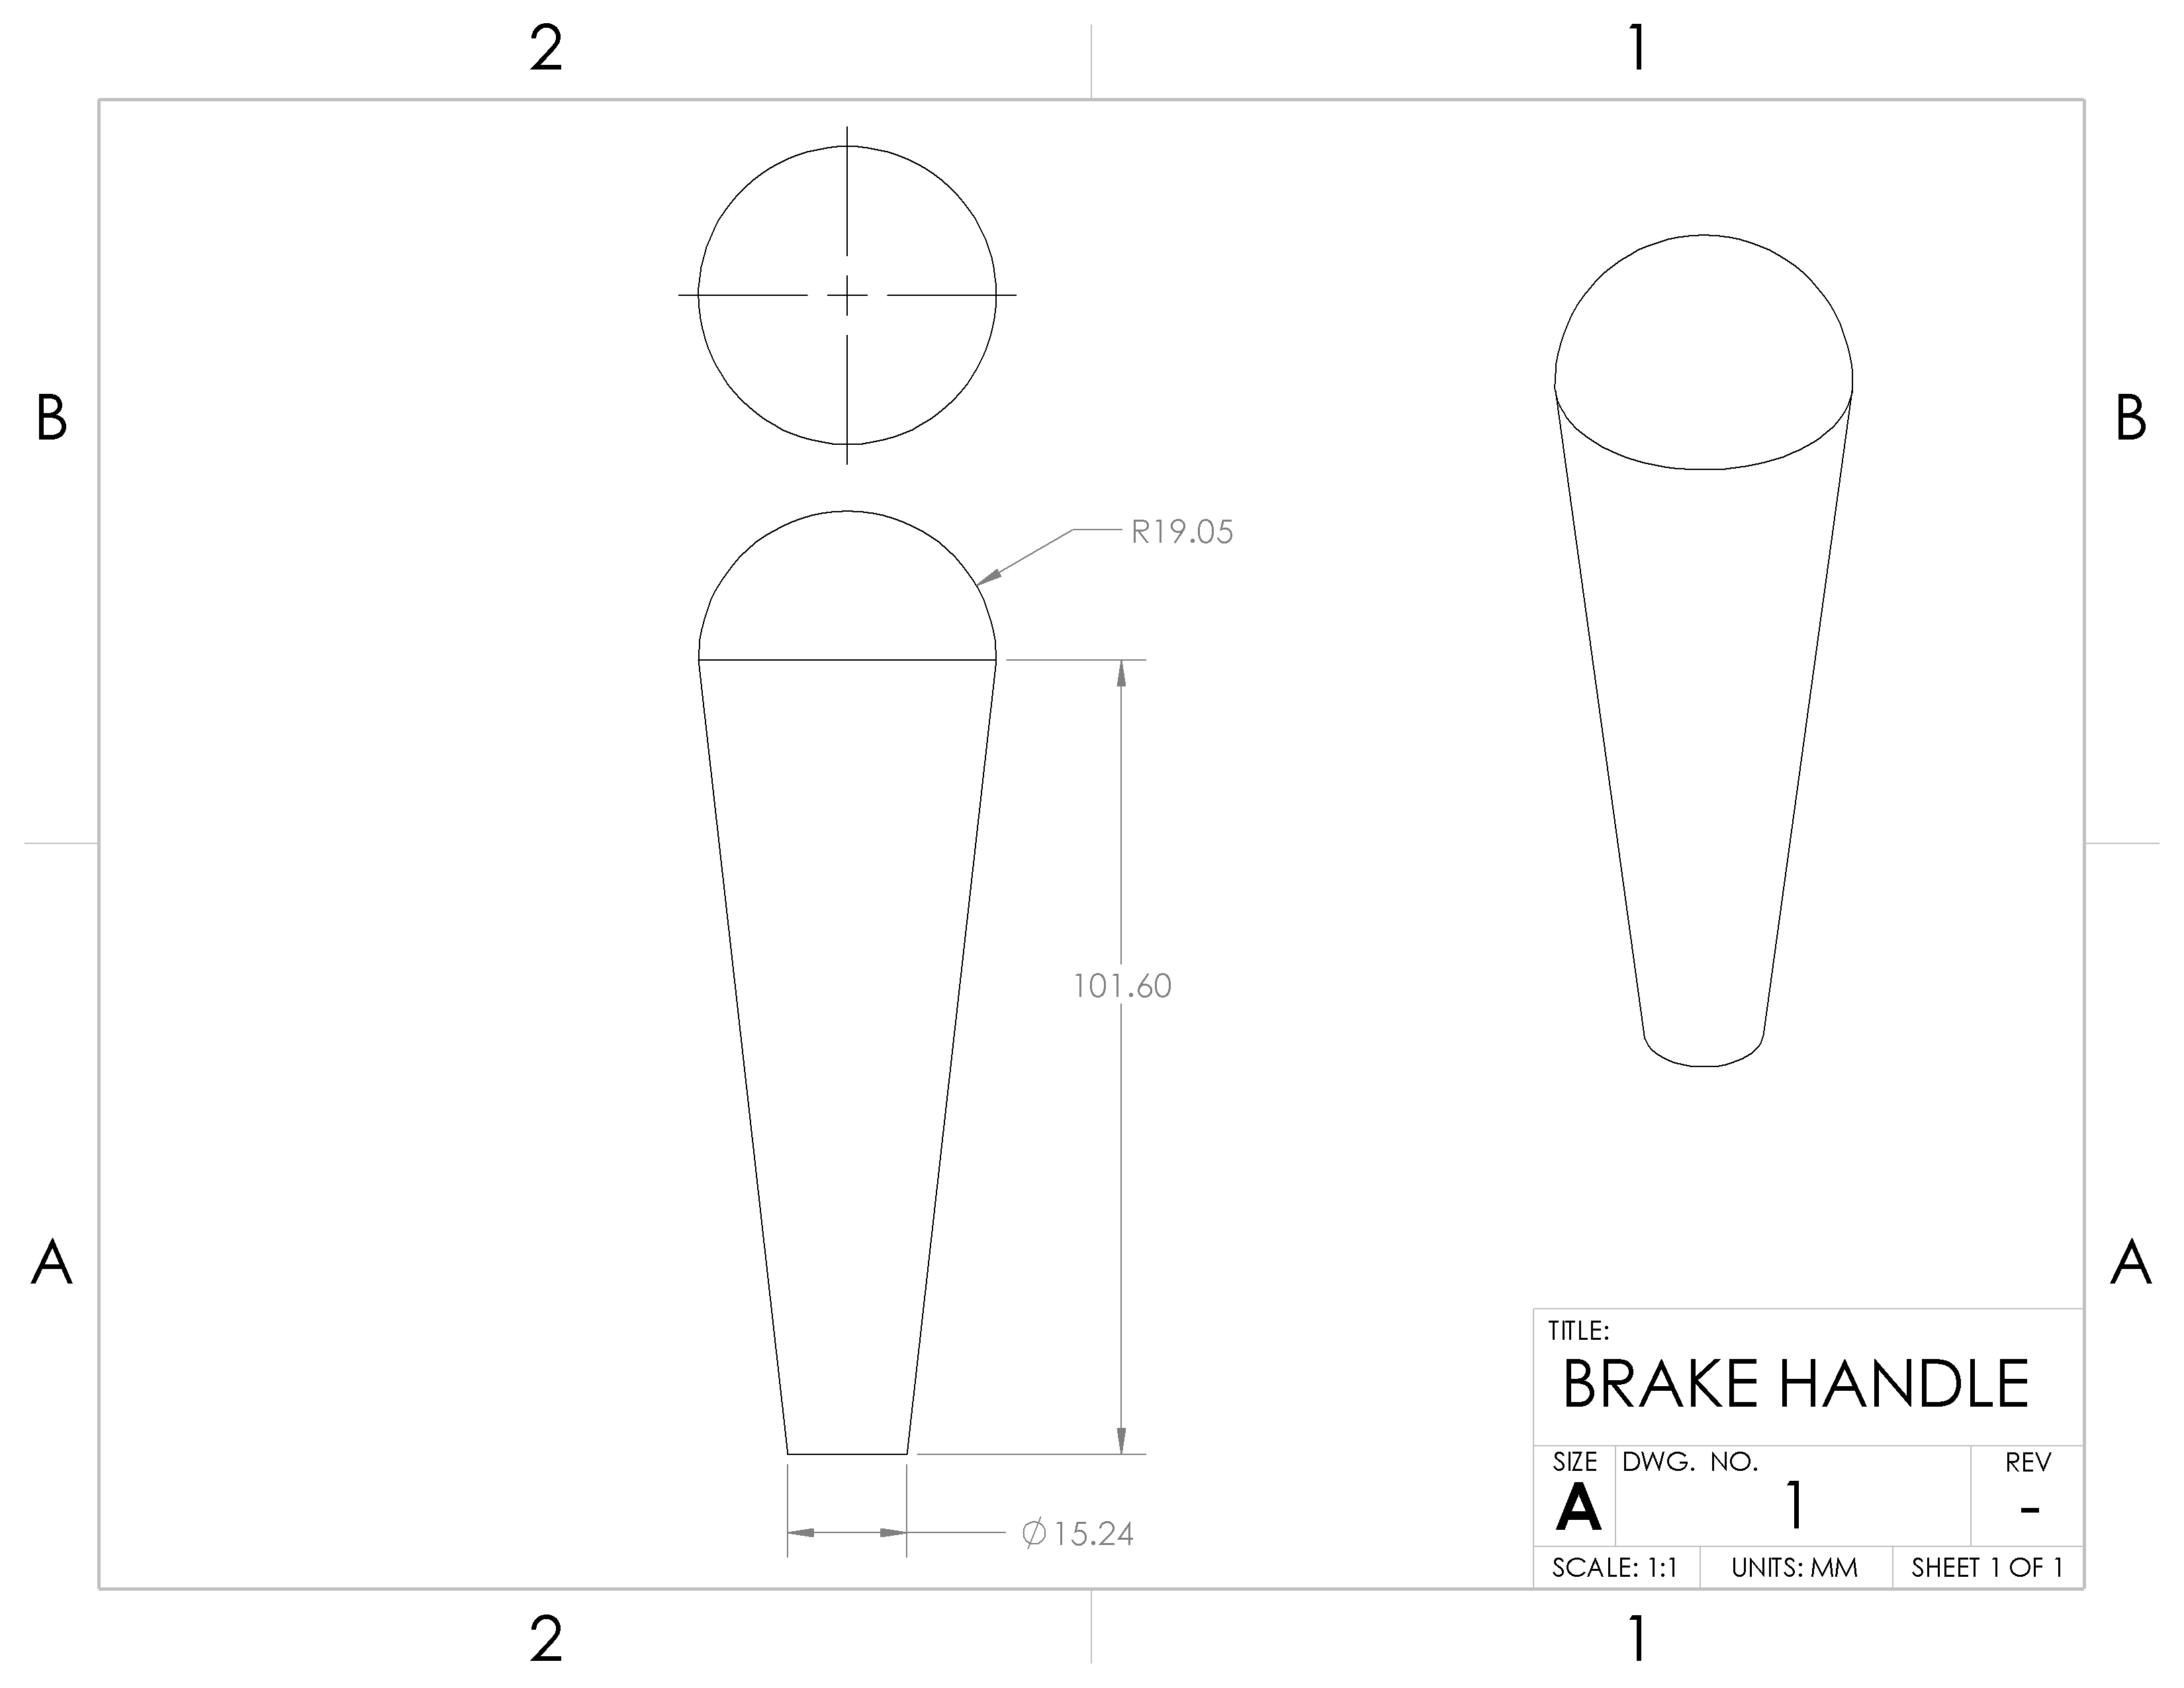 2 1
B B
R19.05
101.60
A A
⌀15.24
TITLE:
BRAKE HANDLE
SIZE DWG. NO. REV
A 1 -
SCALE: 1:1 UNITS: MM SHEET 1 OF 1
2 1